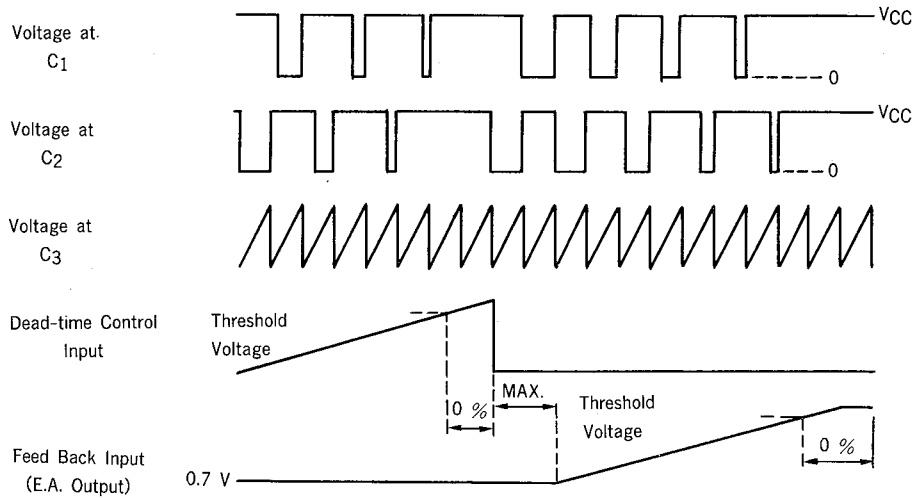 Voltage at
C1
VCC
0
Voltage at
C2
VCC
0
Voltage at
C3
Dead-time Control
Input
Threshold
Voltage
0 %
MAX.
Threshold
Voltage
0 %
Feed Back Input
(E.A. Output)
0.7 V